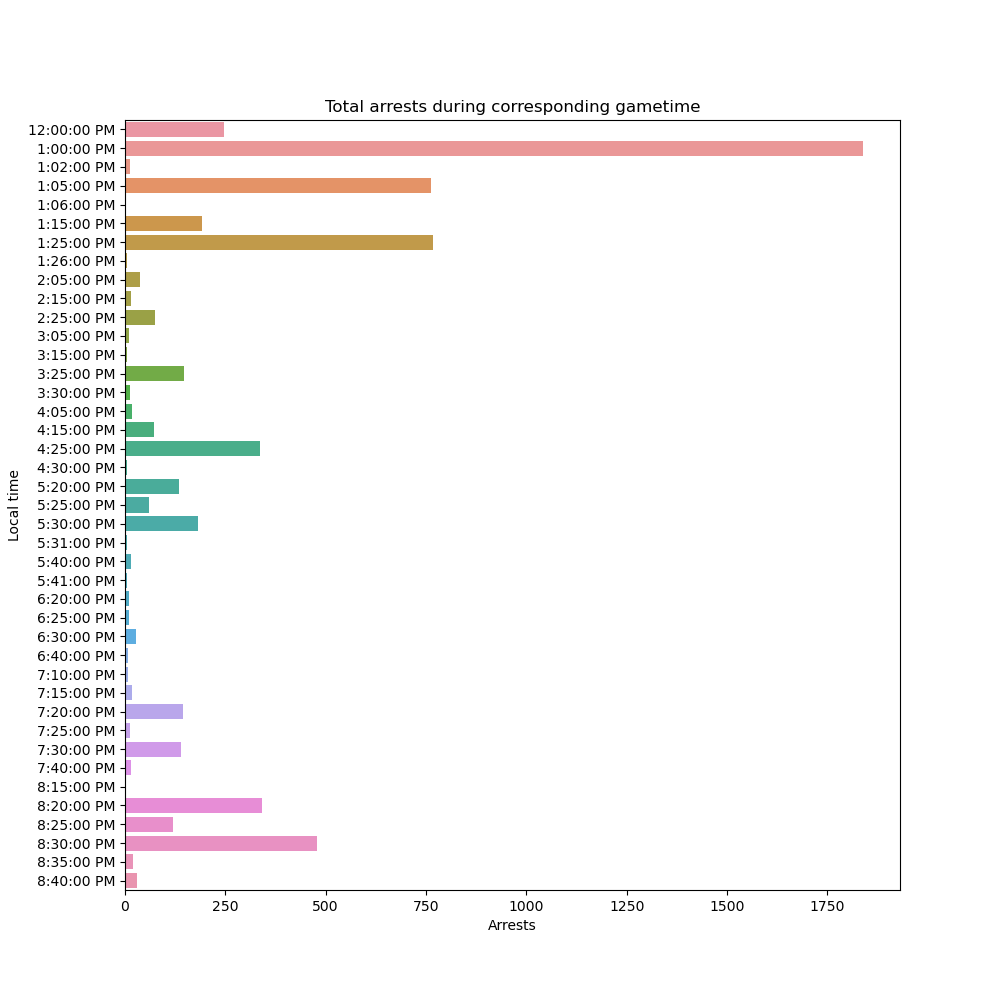 Total arrests during corresponding gametime
Local time
12:00:00 PM
1:00:00 PM
1:02:00 PM
1:05:00 PM
1:06:00 PM
1:15:00 PM
1:25:00 PM
1:26:00 PM
2:05:00 PM
2:15:00 PM
2:25:00 PM
3:05:00 PM
3:15:00 PM
3:25:00 PM
3:30:00 PM
4:05:00 PM
4:15:00 PM
4:25:00 PM
4:30:00 PM
5:20:00 PM
5:25:00 PM
5:30:00 PM
5:31:00 PM
5:40:00 PM
5:41:00 PM
6:20:00 PM
6:25:00 PM
6:30:00 PM
6:40:00 PM
7:10:00 PM
7:15:00 PM
7:20:00 PM
7:25:00 PM
7:30:00 PM
7:40:00 PM
8:15:00 PM
8:20:00 PM
8:25:00 PM
8:30:00 PM
8:35:00 PM
8:40:00 PM
0 250 500 750 1000 1250 1500 1750
Arrests